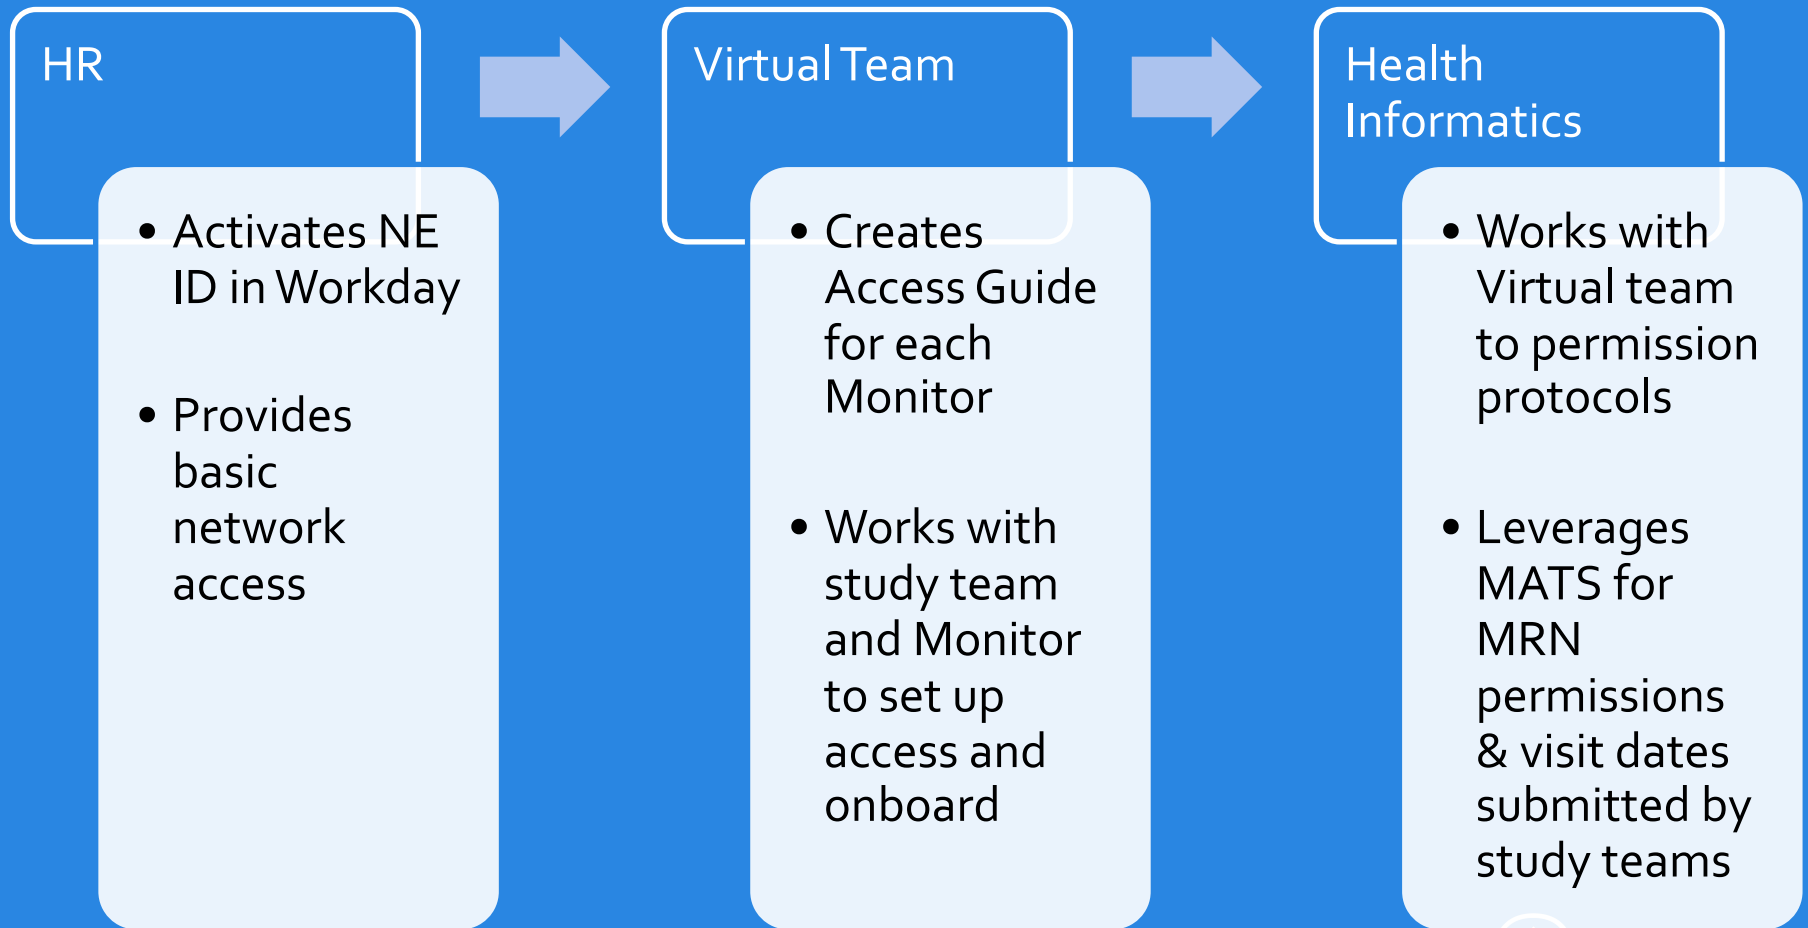 HR
• Activates NE
ID in Workday
• Provides
basic
network
access
Virtual Team
• Creates
Access Guide
for each
Monitor
• Works with
study team
and Monitor
to set up
access and
onboard
Health
Informatics
• Works with
Virtual team
to permission
protocols
• Leverages
MATS for
MRN
permissions
& visit dates
submitted by
study teams